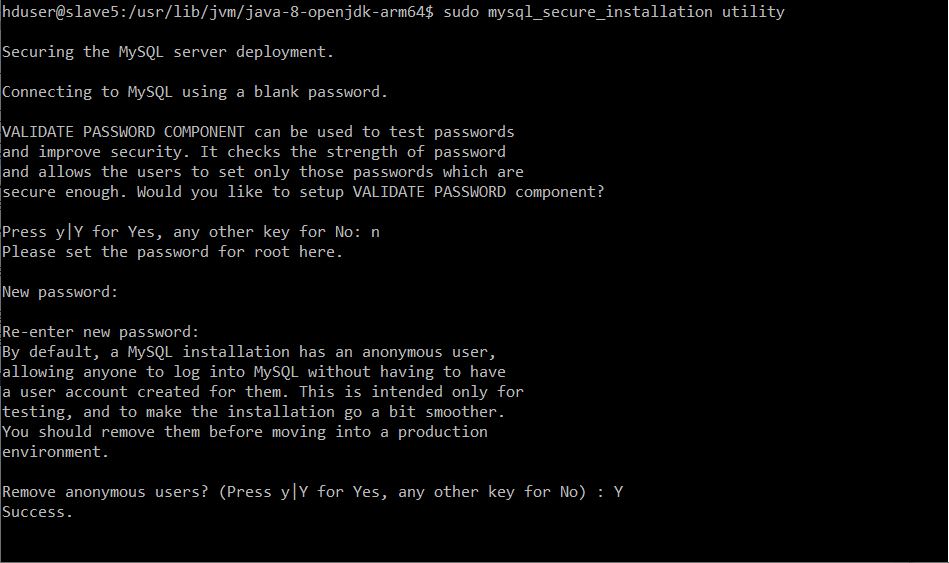 hduser@slave5:/usr/lib/jvm/java-8-openjdk-arm64$ sudo mysql_secure_installation utility
Securing the MySQL server deployment.
Connecting to MySQL using a blank password.
VALIDATE PASSWORD COMPONENT can be used to test passwords
and improve security. It checks the strength of password
and allows the users to set only those passwords which are
secure enough. Would you like to setup VALIDATE PASSWORD component?
Press y|Y for Yes, any other key for No: n
Please set the password for root here.
New password:
Re-enter new password:
By default, a MySQL installation has an anonymous user,
allowing anyone to log into MySQL without having to have
a user account created for them. This is intended only for
testing, and to make the installation go a bit smoother.
You should remove them before moving into a production
environment.
Remove anonymous users? (Press y|Y for Yes, any other key for No) : Y
Success.